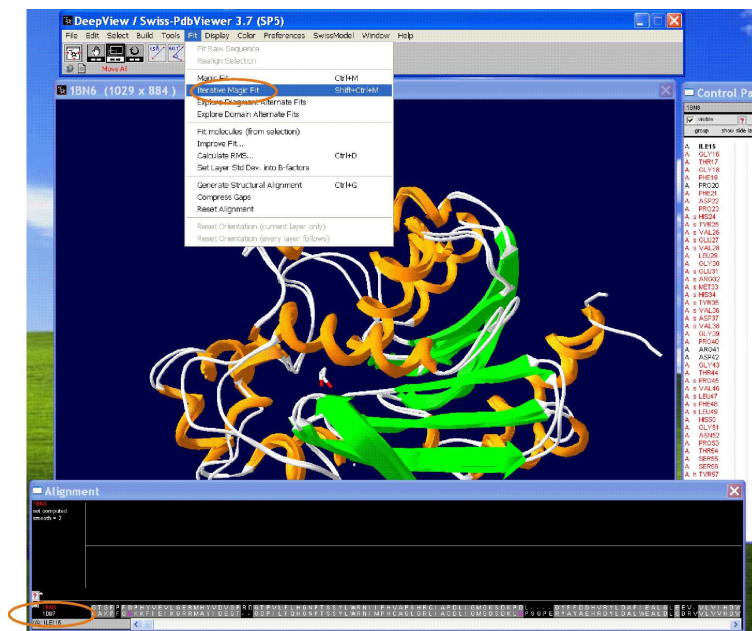 DeepView / Swiss-PdbViewer 3.7 (SP5)
File Edit Select Build Tools Fit Display Color Preferences SwissModel Window Help
Move All
Fit Raw Sequence
Realign Selection
Magic Fit Ctrl+M
Iterative Magic Fit Shift+Ctrl+M
Explore Fragment Alternate Fits
Explore Domain Alternate Fits
Fit molecules (from selection)
Improve Fit...
Calculate RMS... Ctrl+D
Set Layer Std Dev. into B-factors
Generate Structural Alignment Ctrl+G
Compress Gaps
Reset Alignment
Reset Orientation (current layer only)
Reset Orientation (every layer follows)
1BN6 (1029 x 884 )
Control Pa
1BN6
visible ?
group show side la
A ILE15
A GLY16
A THR17
A GLY18
A PHE19
A PRO20
A PHE21
A ASP22
A PRO23
A s HIS24
A s TYR25
A s VAL26
A s GLU27
A s VAL28
A LEU29
A GLY30
A s GLU31
A s ARG32
A s MET33
A s HIS34
A s TYR35
A s VAL36
A s ASP37
A s VAL38
A GLY39
A PRO40
A ARG41
A ASP42
A GLY43
A THR44
A s PRO45
A s VAL46
A s LEU47
A s PHE48
A s LEU49
A HIS50
A GLY51
A ASN52
A PRO53
A THR54
A SER55
A SER56
A h TYR57
Alignment
1BN6
not computed
smooth = 2
1BN6